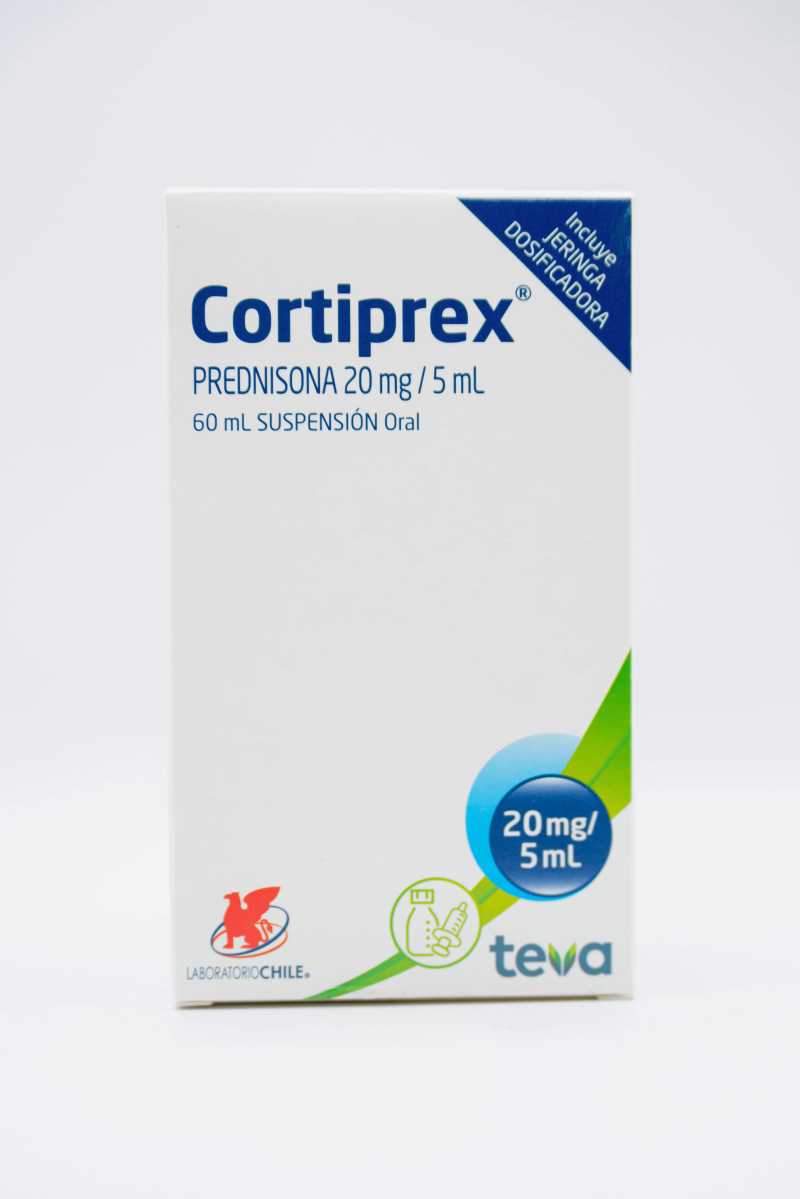 Incluye
JERINGA
DOSIFICADORA
Cortiprex®
PREDNISONA 20 mg / 5 mL
60 mL SUSPENSIÓN Oral
20 mg/
5 mL
LABORATORIOCHILE®
teva